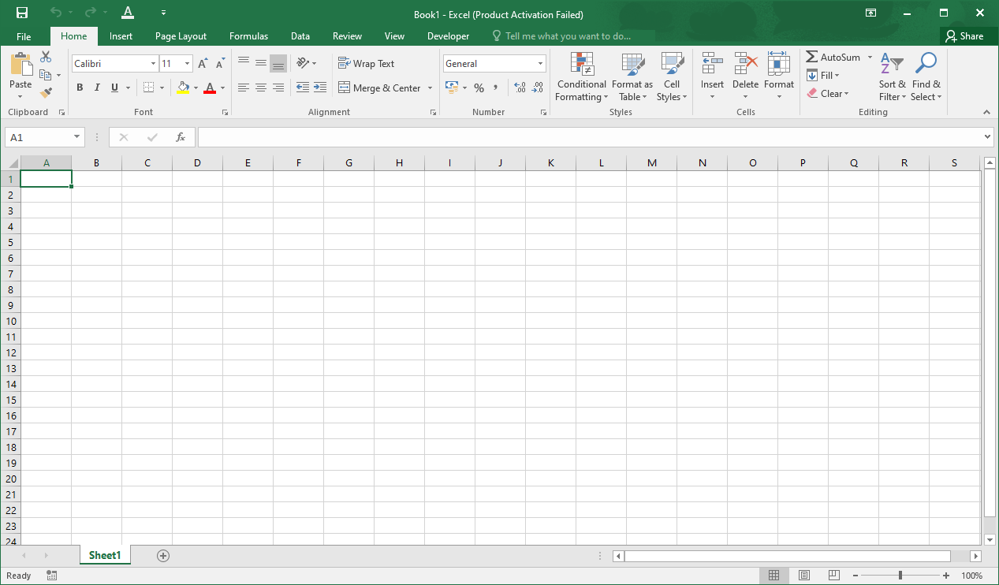 Book1 - Excel (Product Activation Failed)
File Home Insert Page Layout Formulas Data Review View Developer Tell me what you want to do... Share
Calibri 11 Wrap Text General AutoSum
Fill
Paste B I U Merge & Center % , Conditional Formatting Format as Table Cell Styles Insert Delete Format Clear Sort & Filter Find & Select
Clipboard Font Alignment Number Styles Cells Editing
A1 fx
A B C D E F G H I J K L M N O P Q R S
1
2
3
4
5
6
7
8
9
10
11
12
13
14
15
16
17
18
19
20
21
22
23
24
Sheet1
Ready 100%